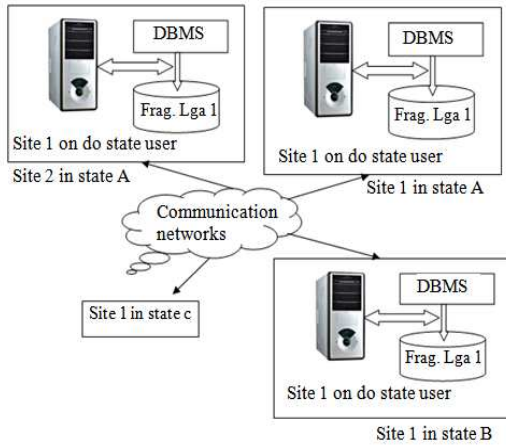 DBMS
Frag. Lga 1
Site 1 on do state user
Site 2 in state A
DBMS
Frag. Lga 1
Site 1 on do state user
Site 1 in state A
Communication
networks
Site 1 in state c
DBMS
Frag. Lga 1
Site 1 on do state user
Site 1 in state B